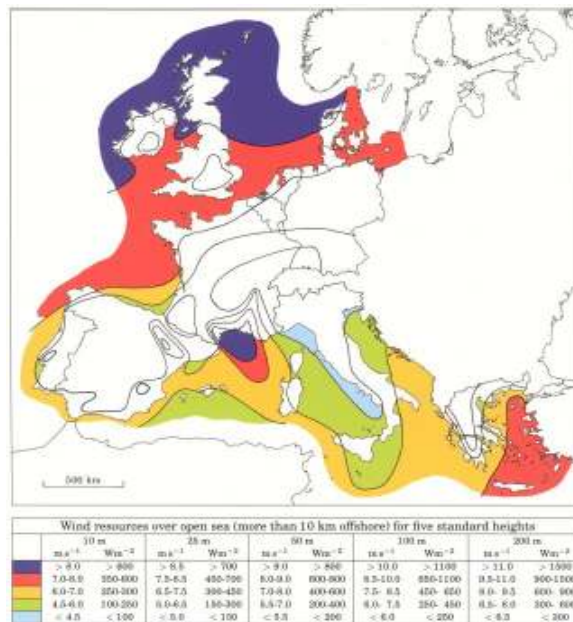 500 km
Wind resources over open sea (more than 10 km offshore) for five standard heights
10 m 25 m 50 m 100 m 200 m
m s⁻¹ Wm⁻² m s⁻¹ Wm⁻² m s⁻¹ Wm⁻² m s⁻¹ Wm⁻² m s⁻¹ Wm⁻²
> 8.0 > 600 > 8.5 > 700 > 9.0 > 800 > 10.0 > 1100 > 11.0 > 1500
7.0-8.0 350-600 7.5-8.5 450-700 8.0-9.0 600-800 8.5-10.0 650-1100 9.5-11.0 900-1500
6.0-7.0 250-300 6.5-7.5 300-450 7.0-8.0 400-600 7.5- 8.5 450- 650 8.0- 9.5 600- 900
4.5-6.0 100-250 5.0-6.5 150-300 5.5-7.0 200-400 6.0- 7.5 250- 450 6.5- 8.0 300- 600
< 4.5 < 100 < 5.0 < 150 < 5.5 < 200 < 6.0 < 250 < 6.5 < 300